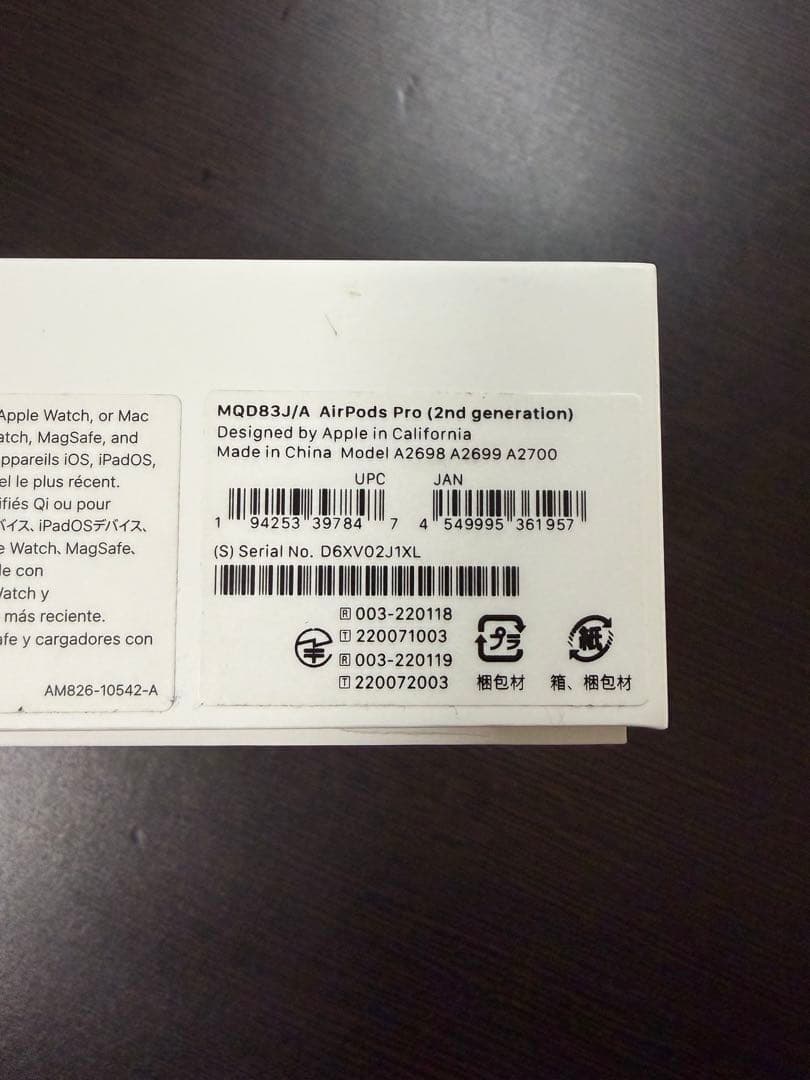 Apple Watch, or Mac
atch, MagSafe, and
ppareils iOS, iPadOS,
el le plus récent.
ifiés Qi ou pour
バイス、iPadOSデバイス、
e Watch、MagSafe、
de con
Watch y
más reciente.
afe y cargadores con
AM826-10542-A
MQD83J/A AirPods Pro (2nd generation)
Designed by Apple in California
Made in China Model A2698 A2699 A2700
UPC JAN
1 94253 39784 7 4 549995 361957
(S) Serial No. D6XV02J1XL
R 003-220118
T 220071003
R 003-220119
T 220072003
プラ 紙
梱包材 箱、梱包材